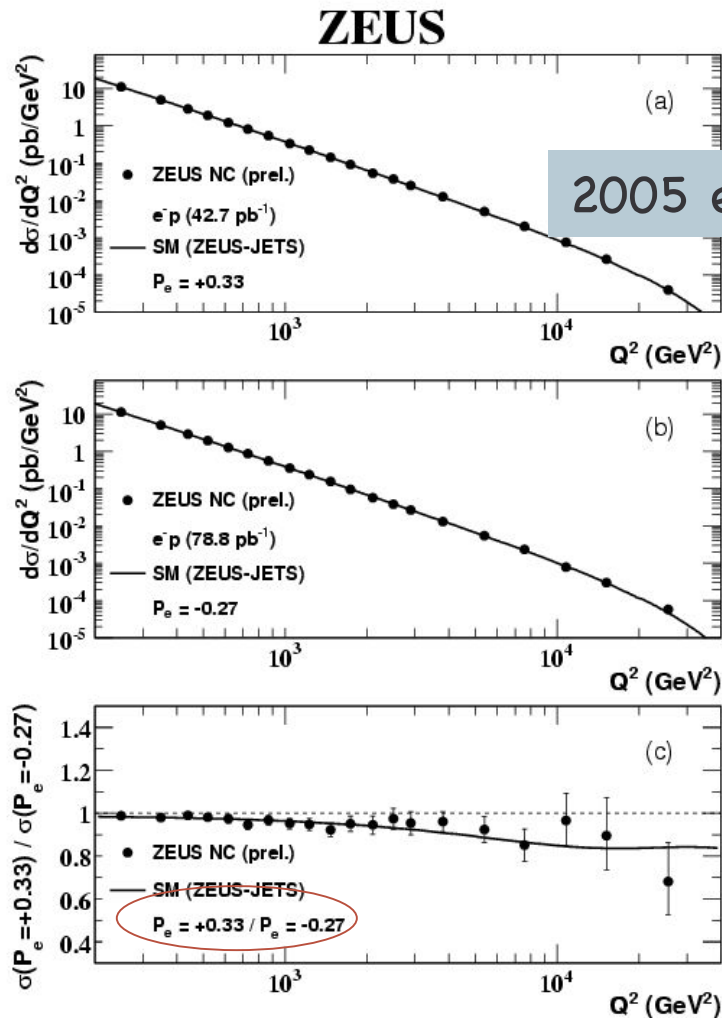 ZEUS
dσ/dQ² (pb/GeV²)
10
1
10⁻¹
10⁻²
10⁻³
10⁻⁴
10⁻⁵
(a)
2005 e
● ZEUS NC (prel.)
e⁻p (42.7 pb⁻¹)
— SM (ZEUS-JETS)
Pₑ = +0.33
10³ 10⁴
Q² (GeV²)
dσ/dQ² (pb/GeV²)
10
1
10⁻¹
10⁻²
10⁻³
10⁻⁴
10⁻⁵
(b)
● ZEUS NC (prel.)
e⁻p (78.8 pb⁻¹)
— SM (ZEUS-JETS)
Pₑ = -0.27
10³ 10⁴
Q² (GeV²)
σ(Pₑ=+0.33) / σ(Pₑ=-0.27)
1.4
1.2
1
0.8
0.6
0.4
(c)
● ZEUS NC (prel.)
— SM (ZEUS-JETS)
Pₑ = +0.33 / Pₑ = -0.27
10³ 10⁴
Q² (GeV²)